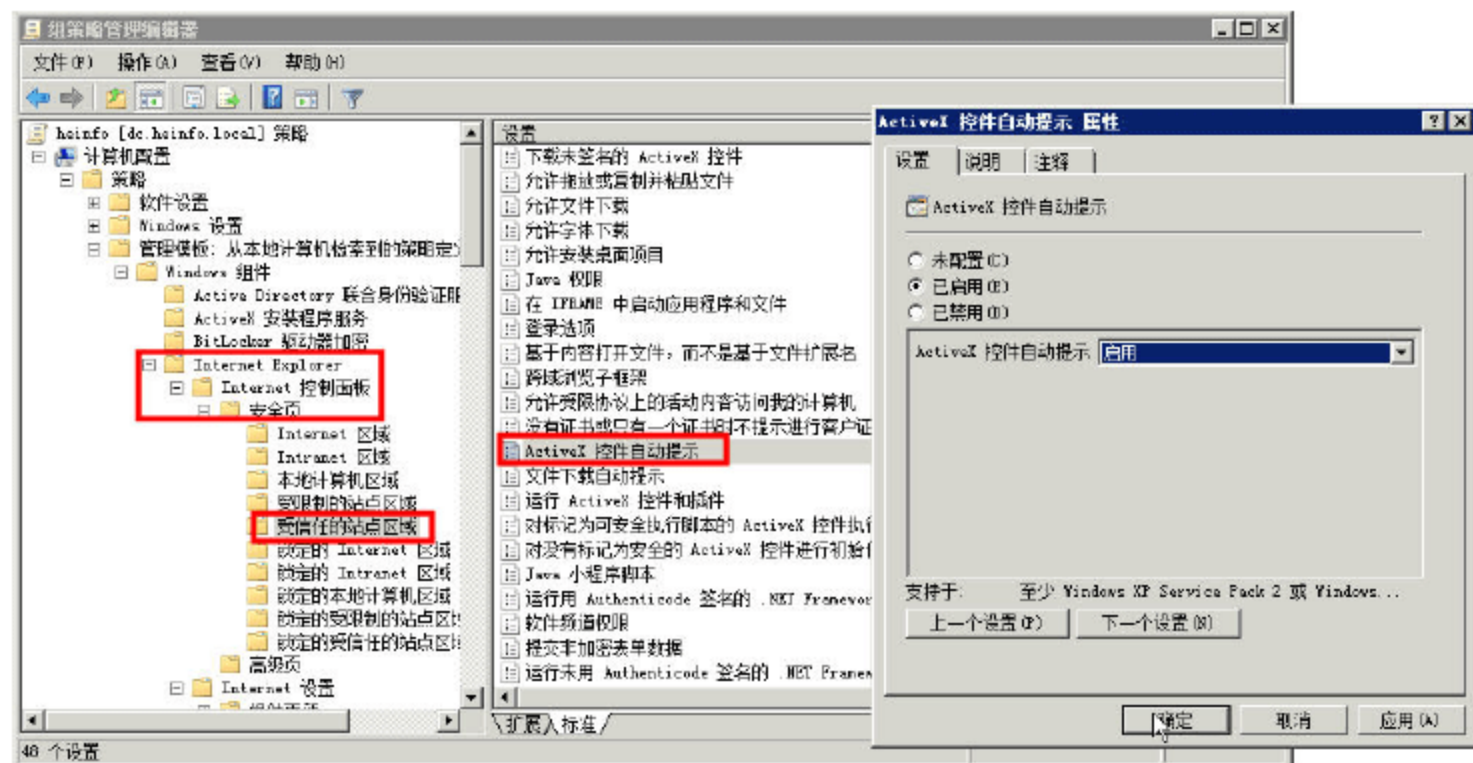 组策略管理编辑器
文件(F) 操作(A) 查看(V) 帮助(H)
hsinfo [dc.hsinfo.local] 策略
计算机配置
策略
软件设置
Windows 设置
管理模板: 从本地计算机检索到的策略定义
Windows 组件
Active Directory 联合身份验证服
ActiveX 安装程序服务
BitLocker 驱动器加密
Internet Explorer
Internet 控制面板
安全页
Internet 区域
Intranet 区域
本地计算机区域
受限制的站点区域
受信任的站点区域
锁定的 Internet 区域
锁定的 Intranet 区域
锁定的本地计算机区域
锁定的受限制的站点区域
锁定的受信任的站点区域
高级页
Internet 设置
设置
下载未签名的 ActiveX 控件
允许拖放或复制并粘贴文件
允许文件下载
允许字体下载
允许安装桌面项目
Java 权限
在 IFRAME 中启动应用程序和文件
登录选项
基于内容打开文件,而不是基于文件扩展名
跨域浏览子框架
允许受限协议上的活动内容访问我的计算机
没有证书或只有一个证书时不提示进行客户证
ActiveX 控件自动提示
文件下载自动提示
运行 ActiveX 控件和插件
对标记为可安全执行脚本的 ActiveX 控件执行
对没有标记为安全的 ActiveX 控件进行初始化
Java 小程序脚本
运行用 Authenticode 签名的 .NET Framewor
软件频道权限
提交非加密表单数据
运行未用 Authenticode 签名的 .NET Framew
扩展 标准
48 个设置
ActiveX 控件自动提示 属性
设置 说明 注释
ActiveX 控件自动提示
未配置(C)
已启用(E)
已禁用(D)
ActiveX 控件自动提示 启用
支持于: 至少 Windows XP Service Pack 2 或 Windows...
上一个设置(P) 下一个设置(N)
确定 取消 应用(A)